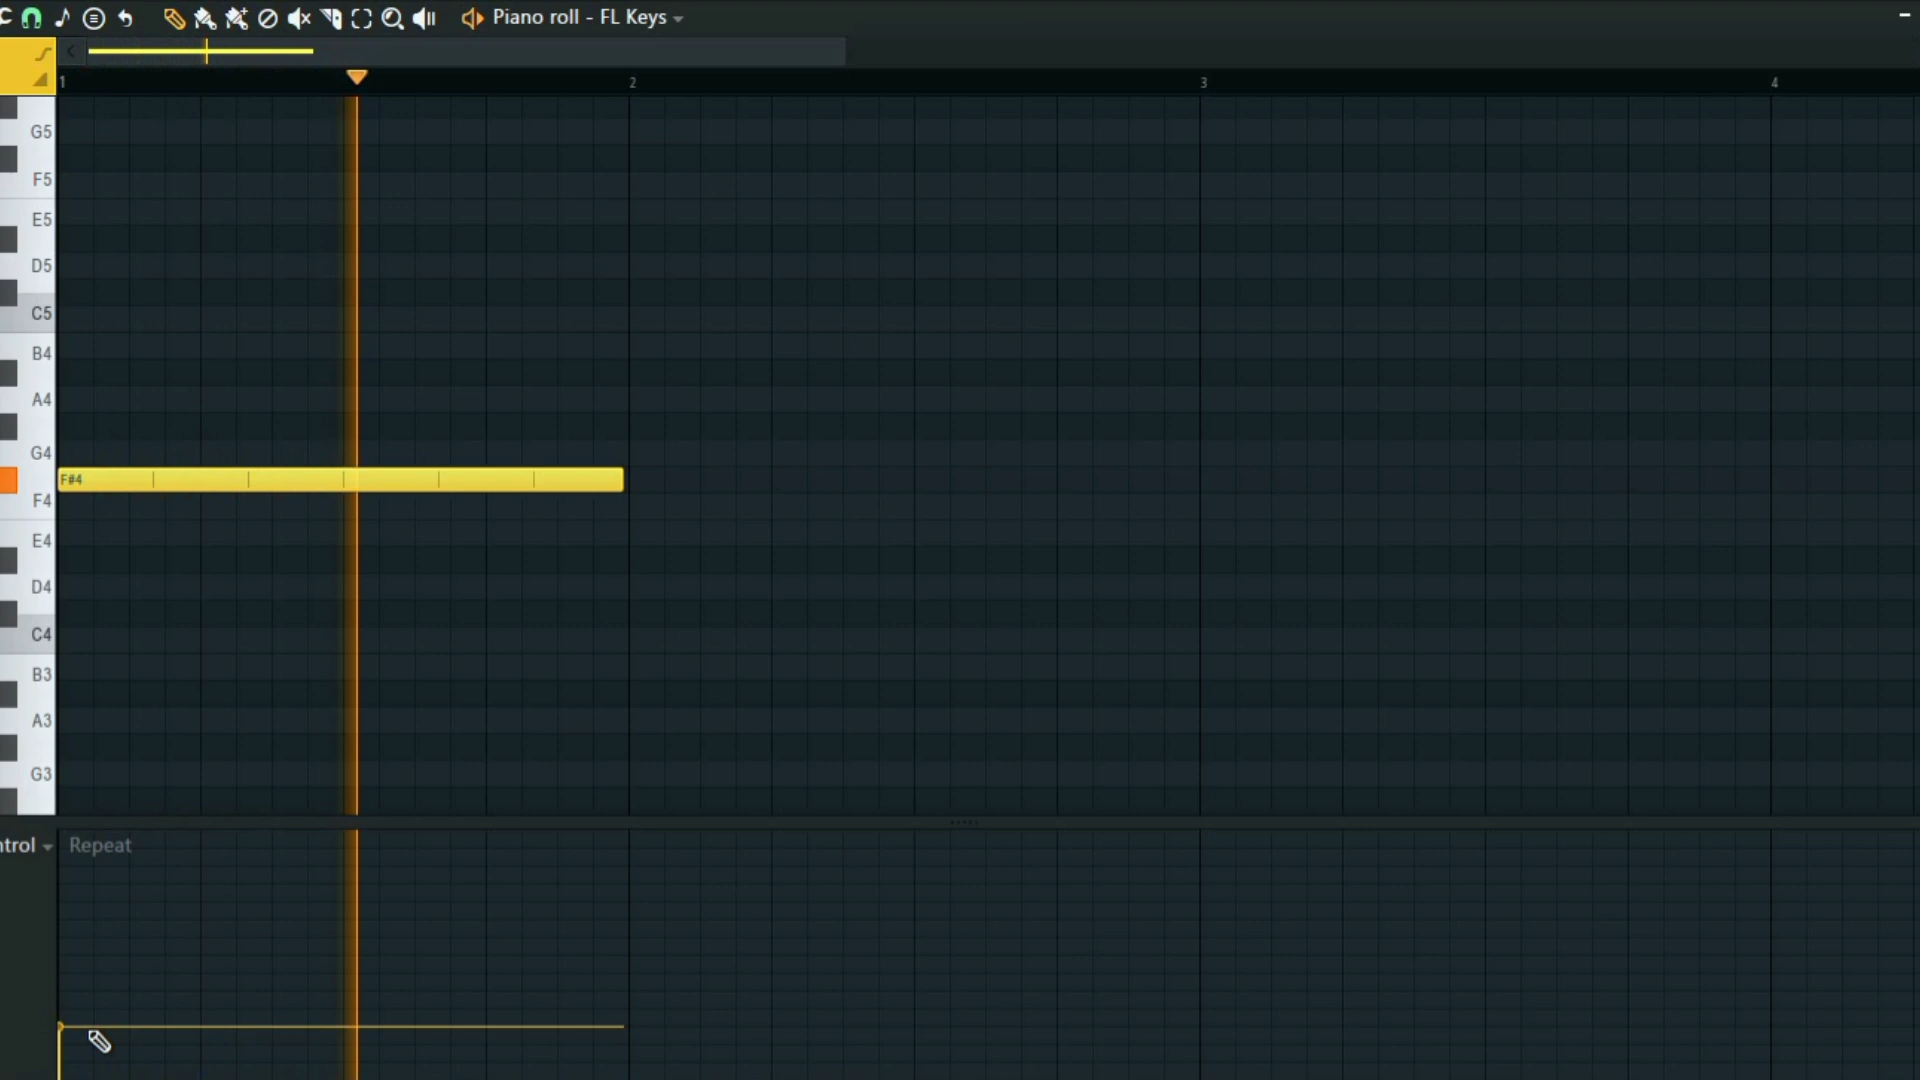 Piano roll - FL Keys
1 2 3 4
G5
F5
E5
D5
C5
B4
A4
G4
F#4
F4
E4
D4
C4
B3
A3
G3
ntrol Repeat